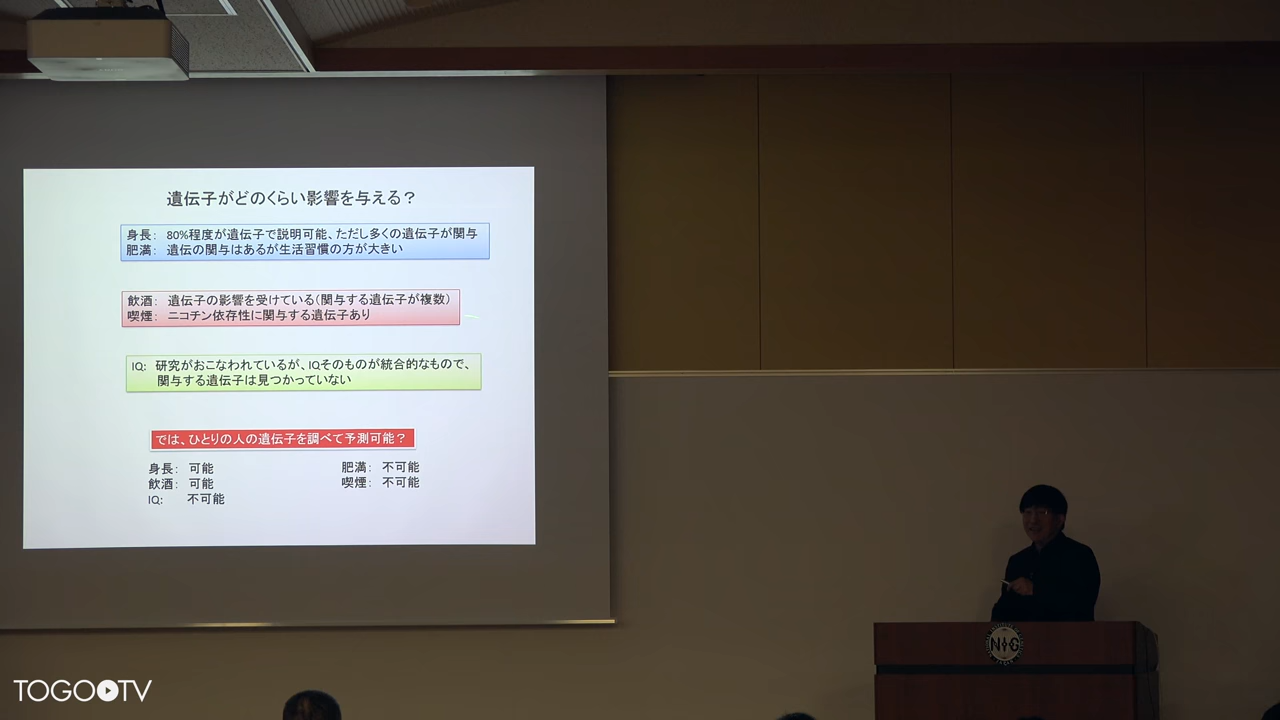 遺伝子がどのくらい影響を与える？
身長： 80%程度が遺伝子で説明可能、ただし多くの遺伝子が関与
肥満： 遺伝の関与はあるが生活習慣の方が大きい
飲酒： 遺伝子の影響を受けている（関与する遺伝子が複数）
喫煙： ニコチン依存性に関与する遺伝子あり
IQ: 研究がおこなわれているが、IQそのものが統合的なもので、
関与する遺伝子は見つかっていない
では、ひとりの人の遺伝子を調べて予測可能？
身長： 可能
飲酒： 可能
IQ: 不可能
肥満： 不可能
喫煙： 不可能
NIG
TOGO TV